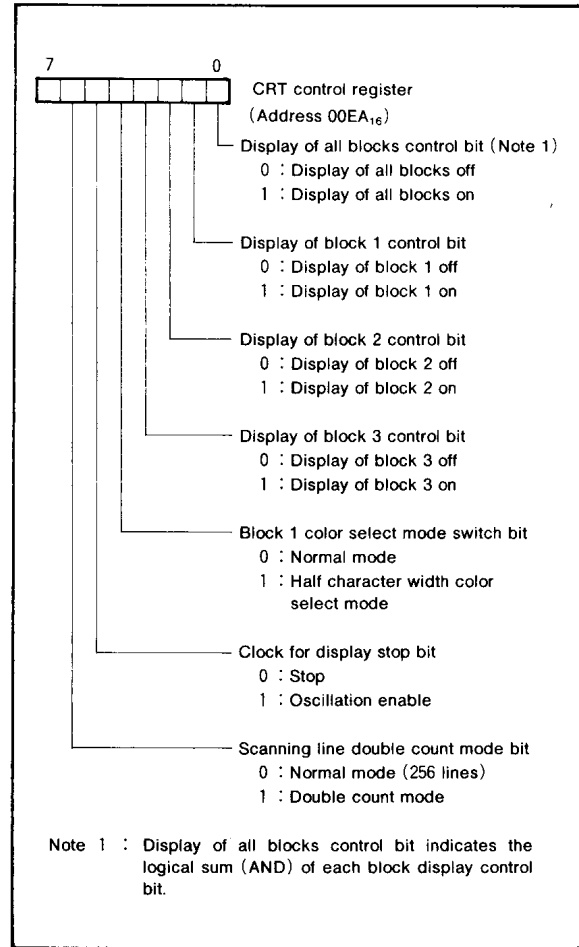 7 0
CRT control register
(Address 00EA₁₆)
Display of all blocks control bit (Note 1)
0 : Display of all blocks off
1 : Display of all blocks on
Display of block 1 control bit
0 : Display of block 1 off
1 : Display of block 1 on
Display of block 2 control bit
0 : Display of block 2 off
1 : Display of block 2 on
Display of block 3 control bit
0 : Display of block 3 off
1 : Display of block 3 on
Block 1 color select mode switch bit
0 : Normal mode
1 : Half character width color
select mode
Clock for display stop bit
0 : Stop
1 : Oscillation enable
Scanning line double count mode bit
0 : Normal mode (256 lines)
1 : Double count mode
Note 1 : Display of all blocks control bit indicates the
logical sum (AND) of each block display control
bit.